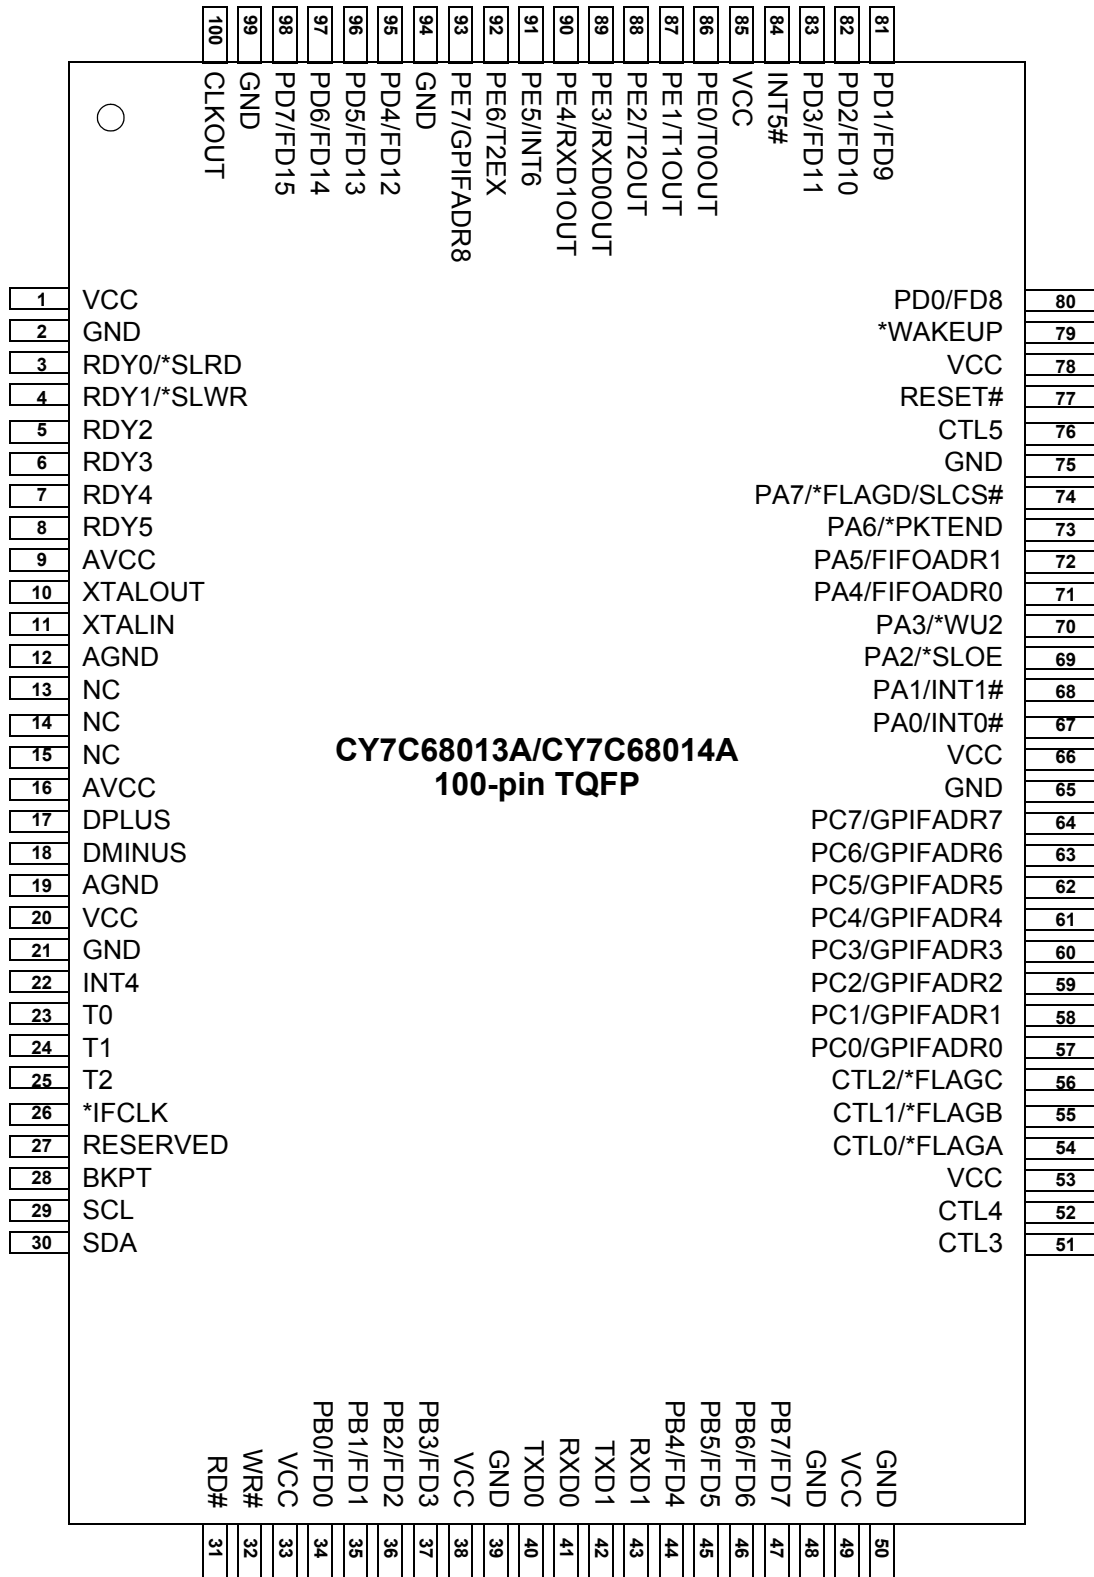 100 99 98 97 96 95 94 93 92 91 90 89 88 87 86 85 84 83 82 81
CLKOUT
GND
PD7/FD15
PD6/FD14
PD5/FD13
PD4/FD12
GND
PE7/GPIFADR8
PE6/T2EX
PE5/INT6
PE4/RXD1OUT
PE3/RXD0OUT
PE2/T2OUT
PE1/T1OUT
PE0/T0OUT
VCC
INT5#
PD3/FD11
PD2/FD10
PD1/FD9
1 VCC
2 GND
3 RDY0/*SLRD
4 RDY1/*SLWR
5 RDY2
6 RDY3
7 RDY4
8 RDY5
9 AVCC
10 XTALOUT
11 XTALIN
12 AGND
13 NC
14 NC
15 NC
16 AVCC
17 DPLUS
18 DMINUS
19 AGND
20 VCC
21 GND
22 INT4
23 T0
24 T1
25 T2
26 *IFCLK
27 RESERVED
28 BKPT
29 SCL
30 SDA
CY7C68013A/CY7C68014A
100-pin TQFP
PD0/FD8 80
*WAKEUP 79
VCC 78
RESET# 77
CTL5 76
GND 75
PA7/*FLAGD/SLCS# 74
PA6/*PKTEND 73
PA5/FIFOADR1 72
PA4/FIFOADR0 71
PA3/*WU2 70
PA2/*SLOE 69
PA1/INT1# 68
PA0/INT0# 67
VCC 66
GND 65
PC7/GPIFADR7 64
PC6/GPIFADR6 63
PC5/GPIFADR5 62
PC4/GPIFADR4 61
PC3/GPIFADR3 60
PC2/GPIFADR2 59
PC1/GPIFADR1 58
PC0/GPIFADR0 57
CTL2/*FLAGC 56
CTL1/*FLAGB 55
CTL0/*FLAGA 54
VCC 53
CTL4 52
CTL3 51
RD#
WR#
VCC
PB0/FD0
PB1/FD1
PB2/FD2
PB3/FD3
VCC
GND
TXD0
RXD0
TXD1
RXD1
PB4/FD4
PB5/FD5
PB6/FD6
PB7/FD7
GND
VCC
GND
31 32 33 34 35 36 37 38 39 40 41 42 43 44 45 46 47 48 49 50